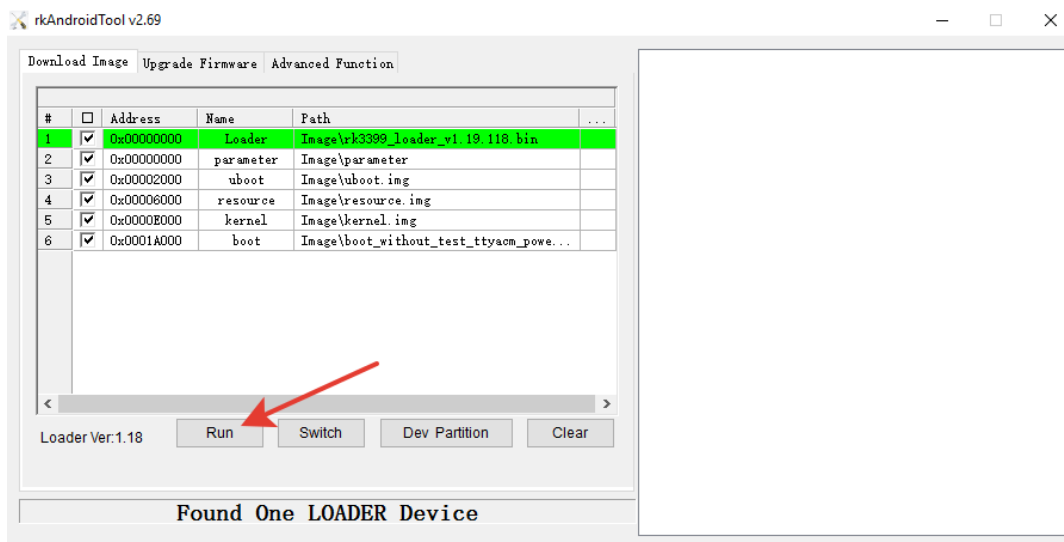 rkAndroidTool v2.69
Download Image Upgrade Firmware Advanced Function
# Address Name Path ...
1 0x00000000 Loader Image\rk3399_loader_v1.19.118.bin
2 0x00000000 parameter Image\parameter
3 0x00002000 uboot Image\uboot.img
4 0x00006000 resource Image\resource.img
5 0x0000E000 kernel Image\kernel.img
6 0x0001A000 boot Image\boot_without_test_ttyacm_powe...
Loader Ver:1.18 Run Switch Dev Partition Clear
Found One LOADER Device